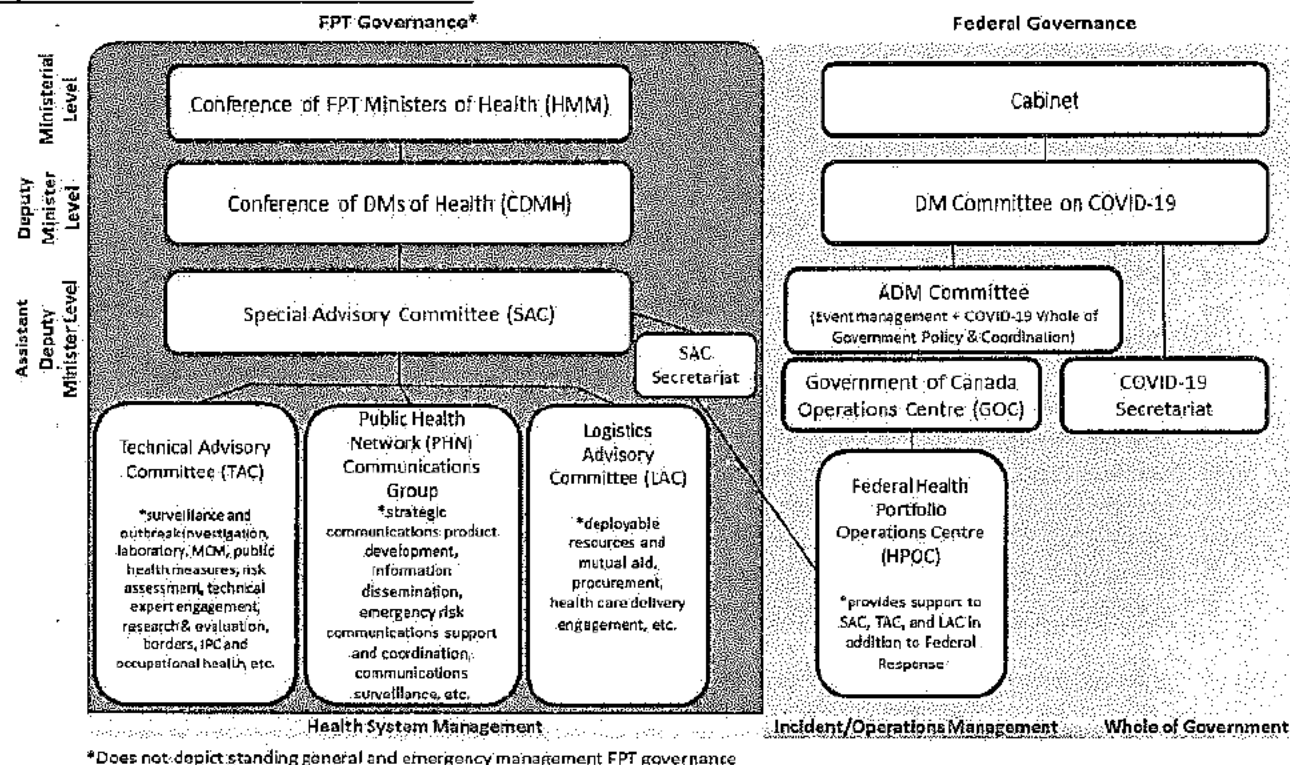 FPT Governance*
Federal Governance
Ministerial
Level
Conference of FPT Ministers of Health (HMM)
Cabinet
Deputy
Minister
Level
Conference of DMs of Health (CDMH)
DM Committee on COVID-19
Assistant
Deputy
Minister Level
Special Advisory Committee (SAC)
SAC
Secretariat
ADM Committee
(Event management + COVID-19 Whole of
Government Policy & Coordination)
Government of Canada
Operations Centre (GOC)
COVID-19
Secretariat
Technical Advisory
Committee (TAC)
*surveillance and
outbreak investigation,
laboratory, MCM, public
health measures, risk
assessment, technical
expert engagement,
research & evaluation,
borders, IPC and
occupational health, etc.
Public Health
Network (PHN)
Communications
Group
*strategic
communications product
development,
information
dissemination,
emergency risk
communications support
and coordination,
communications
surveillance, etc.
Logistics
Advisory
Committee (LAC)
*deployable
resources and
mutual aid,
procurement,
health care delivery
engagement, etc.
Federal Health
Portfolio
Operations Centre
(HPOC)
*provides support to
SAC, TAC, and LAC in
addition to Federal
Response
Health System Management
Incident/Operations Management
Whole of Government
*Does not depict standing general and emergency management FPT governance